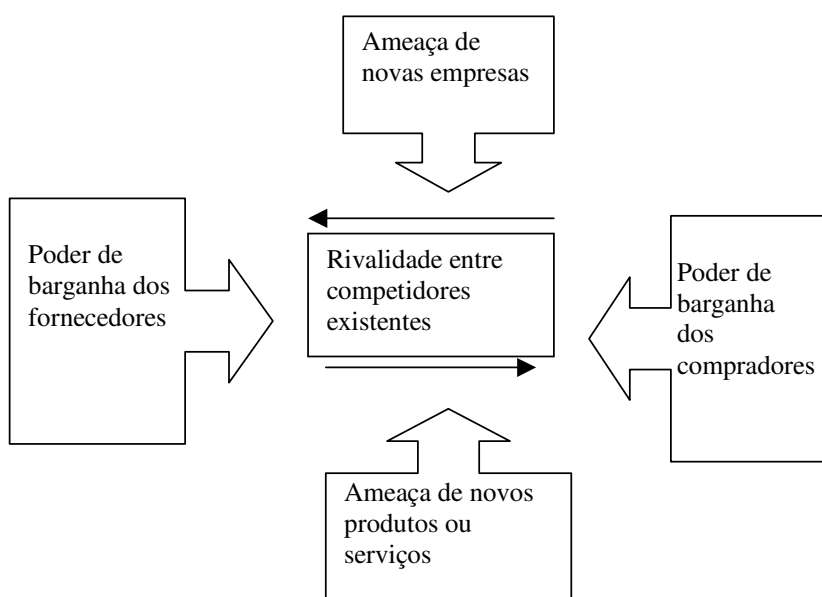 Ameaça de
novas empresas
Poder de
barganha dos
fornecedores
Rivalidade entre
competidores
existentes
Poder de
barganha
dos
compradores
Ameaça de novos
produtos ou
serviços